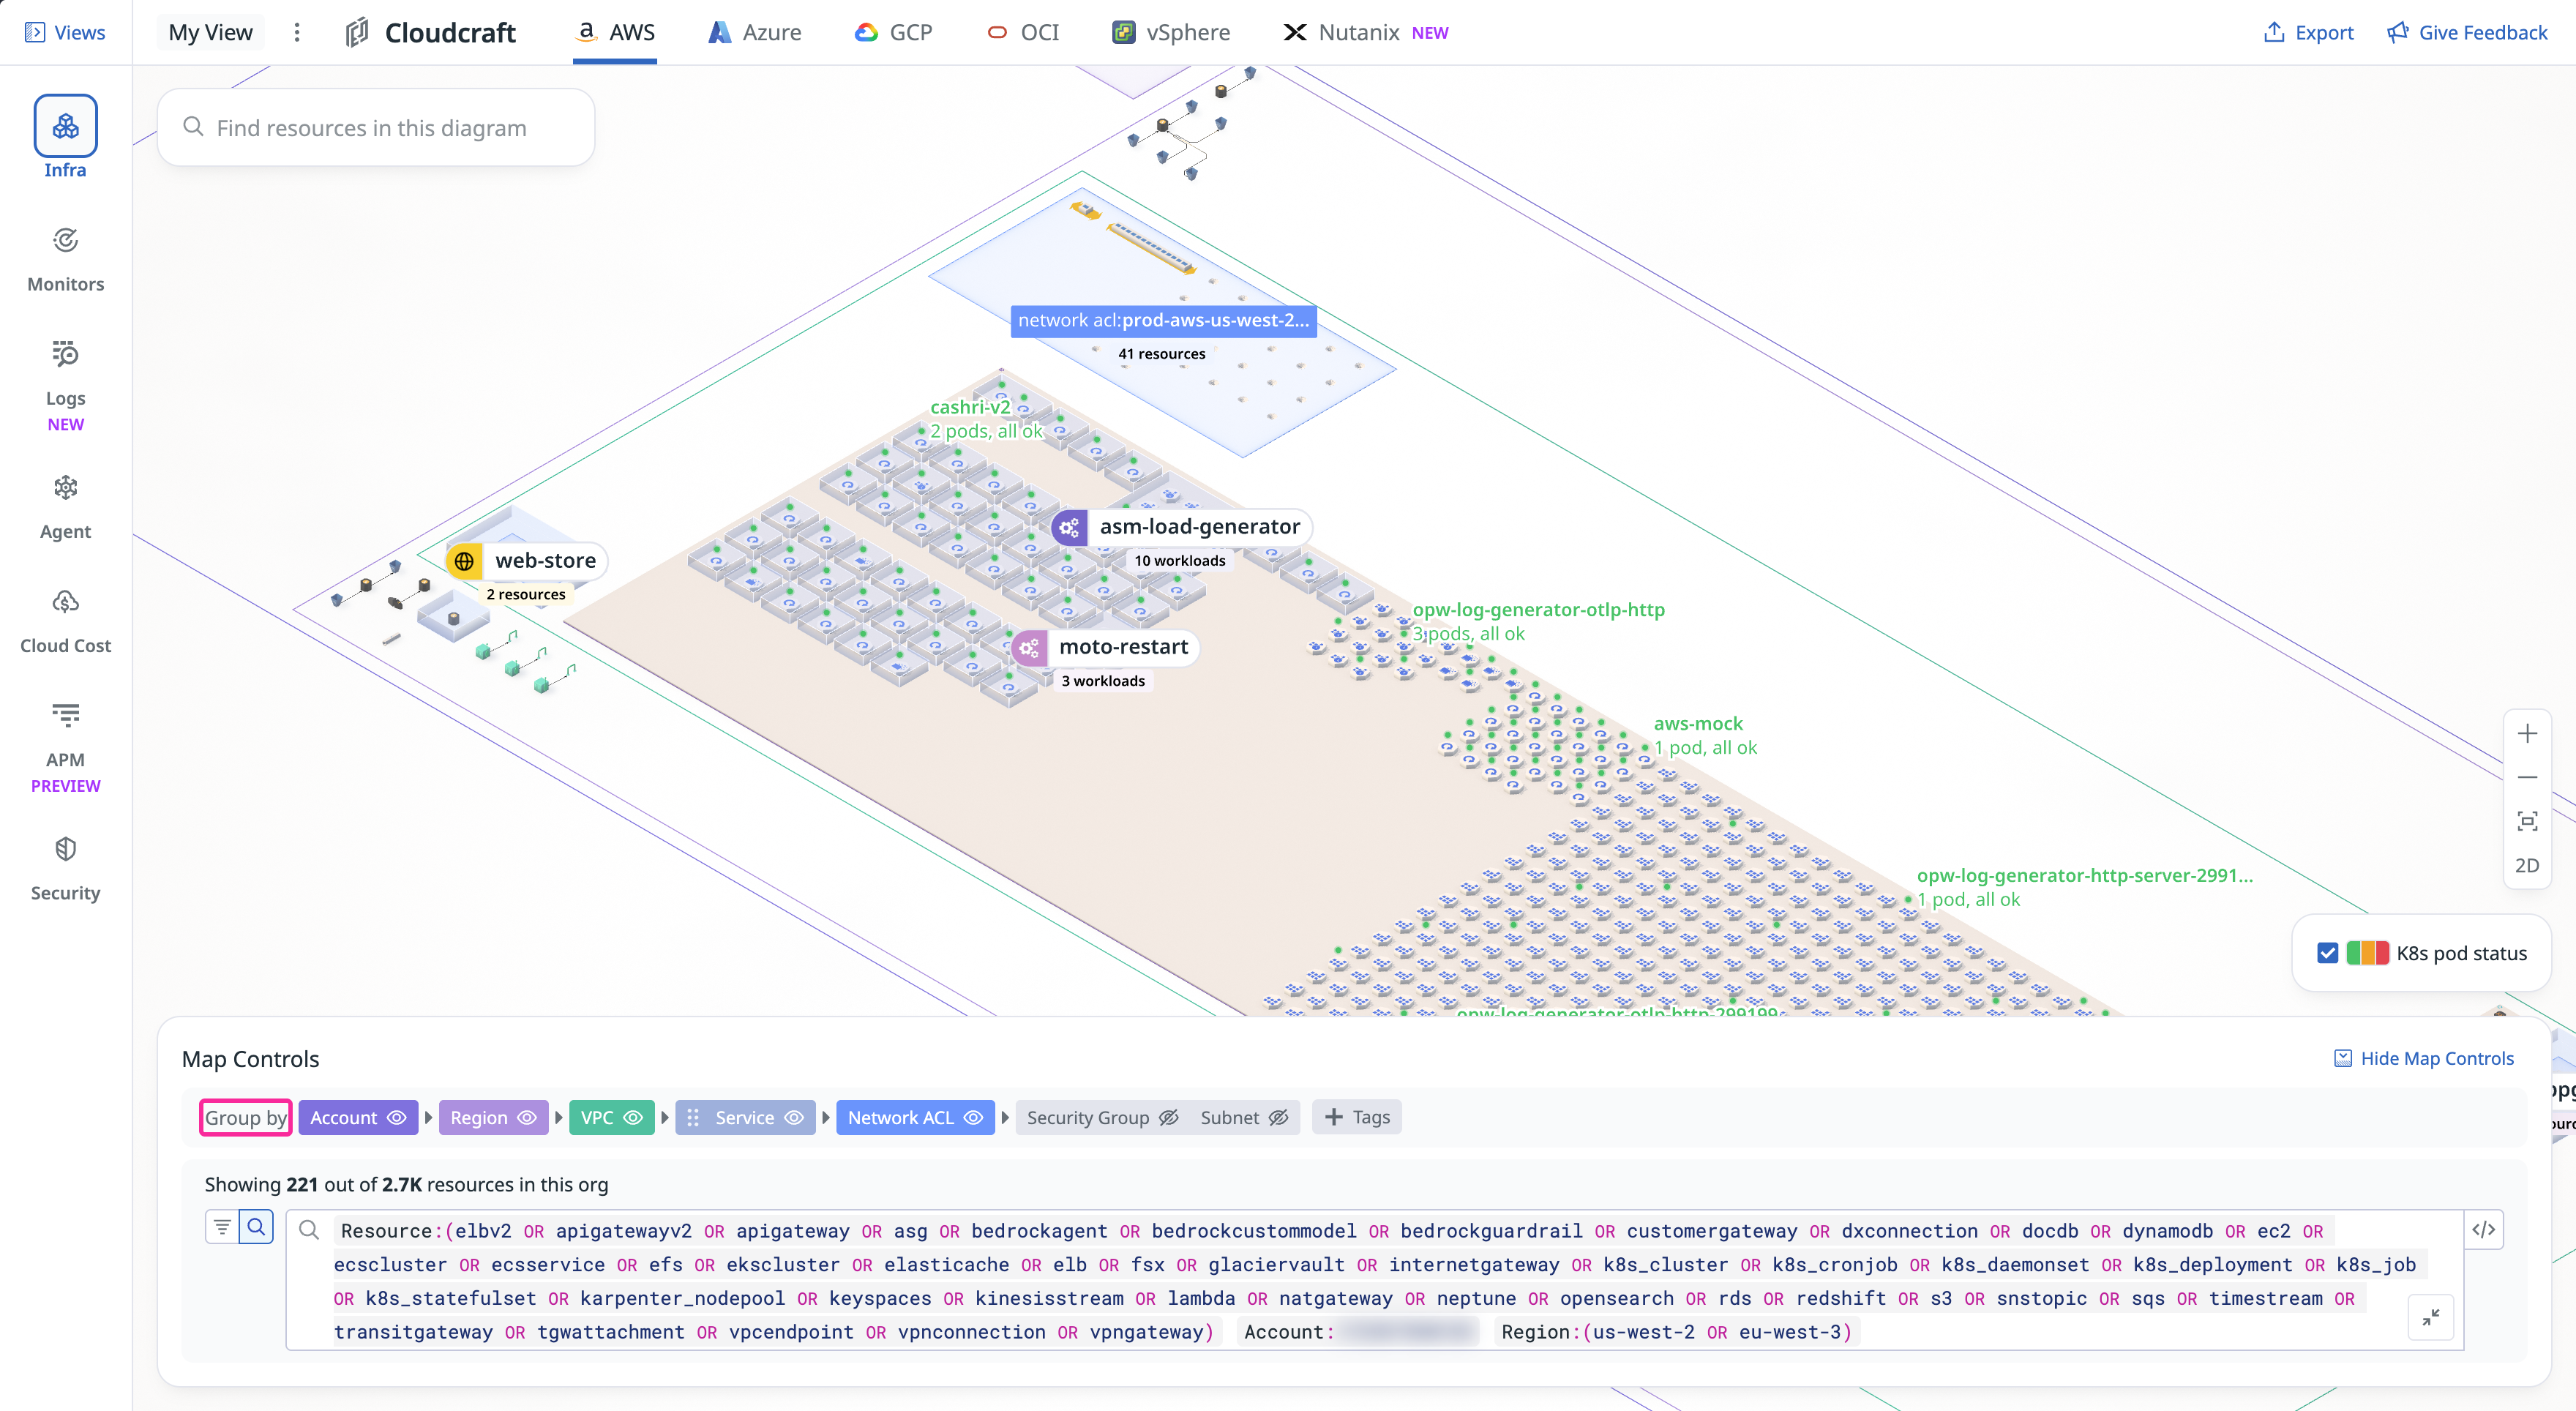 Views
My View
Cloudcraft
AWS
Azure
GCP
OCI
vSphere
Nutanix NEW
Export
Give Feedback
Find resources in this diagram
Infra
Monitors
Logs
NEW
Agent
Cloud Cost
APM
PREVIEW
Security
network acl:prod-aws-us-west-2...
41 resources
cashri-v2
2 pods, all ok
asm-load-generator
10 workloads
web-store
2 resources
moto-restart
3 workloads
opw-log-generator-otlp-http
3 pods, all ok
aws-mock
1 pod, all ok
opw-log-generator-http-server-2991...
1 pod, all ok
opw-log-generator-otlp-http-299199
2D
K8s pod status
Map Controls
Hide Map Controls
Group by Account Region VPC Service Network ACL Security Group Subnet + Tags
Showing 221 out of 2.7K resources in this org
Resource:(elbv2 OR apigatewayv2 OR apigateway OR asg OR bedrockagent OR bedrockcustommodel OR bedrockguardrail OR customergateway OR dxconnection OR docdb OR dynamodb OR ec2 OR
ecscluster OR ecsservice OR efs OR ekscluster OR elasticache OR elb OR fsx OR glaciervault OR internetgateway OR k8s_cluster OR k8s_cronjob OR k8s_daemonset OR k8s_deployment OR k8s_job
OR k8s_statefulset OR karpenter_nodepool OR keyspaces OR kinesisstream OR lambda OR natgateway OR neptune OR opensearch OR rds OR redshift OR s3 OR snstopic OR sqs OR timestream OR
transitgateway OR tgwattachment OR vpcendpoint OR vpnconnection OR vpngateway) Account: Region:(us-west-2 OR eu-west-3)